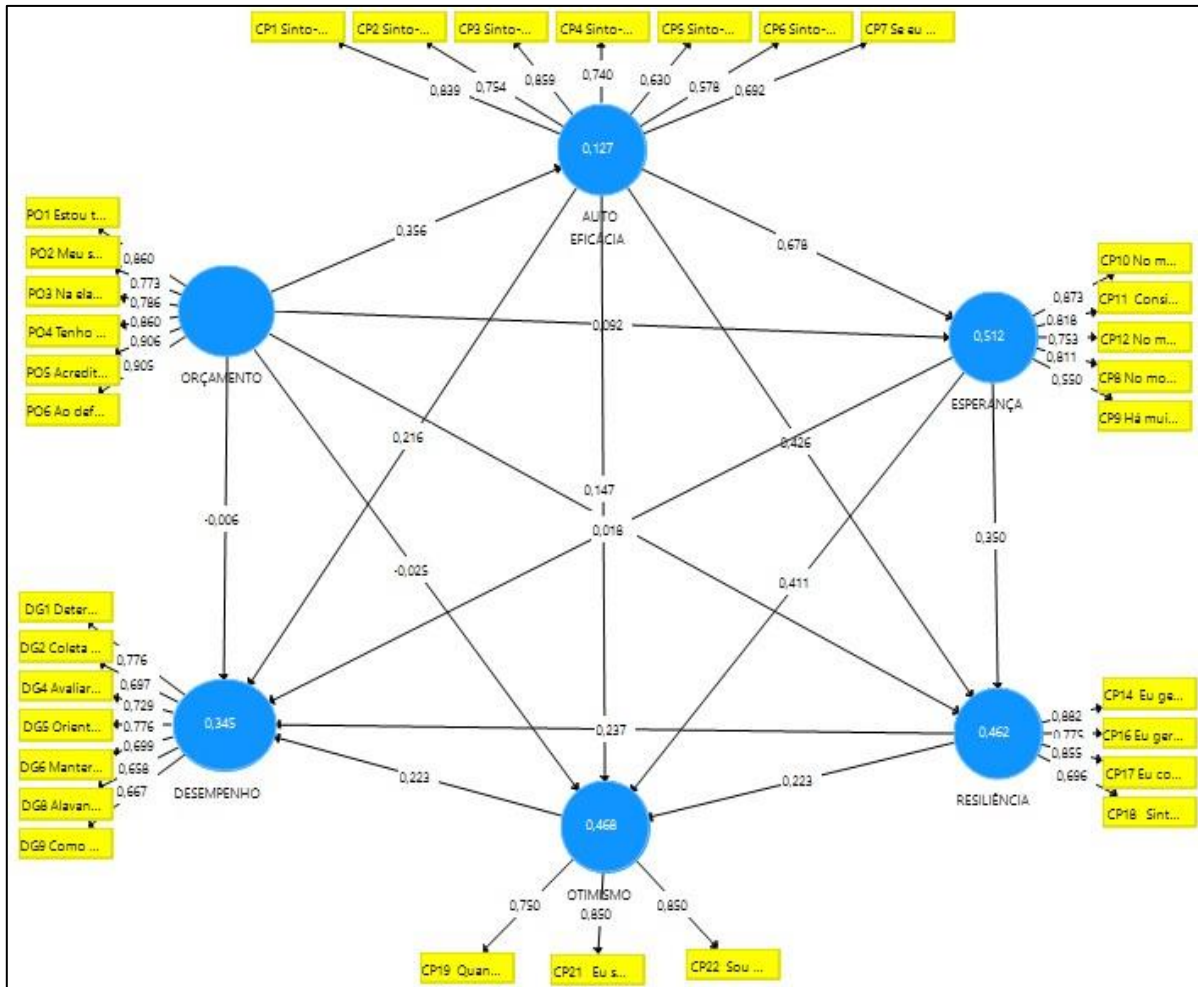 CP1 Sinto-...
CP2 Sinto-...
CP3 Sinto-...
CP4 Sinto-...
CP5 Sinto-...
CP6 Sinto-...
CP7 Se eu ...
0,839
0,754
0,859
0,740
0,630
0,578
0,692
0,127
AUTO
EFICÁCIA
PO1 Estou t...
PO2 Meu s...
PO3 Na ela...
PO4 Tenho ...
PO5 Acredit...
PO6 Ao def...
0,860
0,773
0,786
0,860
0,906
0,905
ORÇAMENTO
0,356
0,678
0,092
CP10 No m...
CP11 Consi...
CP12 No m...
CP8 No mo...
CP9 Há mui...
0,873
0,818
0,753
0,811
0,550
0,512
ESPERANÇA
0,216
0,426
0,147
0,018
-0,006
-0,025
0,411
0,350
DG1 Deter...
DG2 Coleta ...
DG4 Avaliar...
DG5 Orient...
DG6 Manter...
DG8 Alavan...
DG9 Como ...
0,776
0,697
0,729
0,776
0,699
0,658
0,667
0,345
DESEMPENHO
0,237
0,223
0,223
0,462
RESILIÊNCIA
CP14 Eu ge...
CP16 Eu ger...
CP17 Eu co...
CP18 Sint...
0,882
0,775
0,855
0,696
0,468
OTIMISMO
0,750
0,850
0,850
CP19 Quan...
CP21 Eu s...
CP22 Sou ...